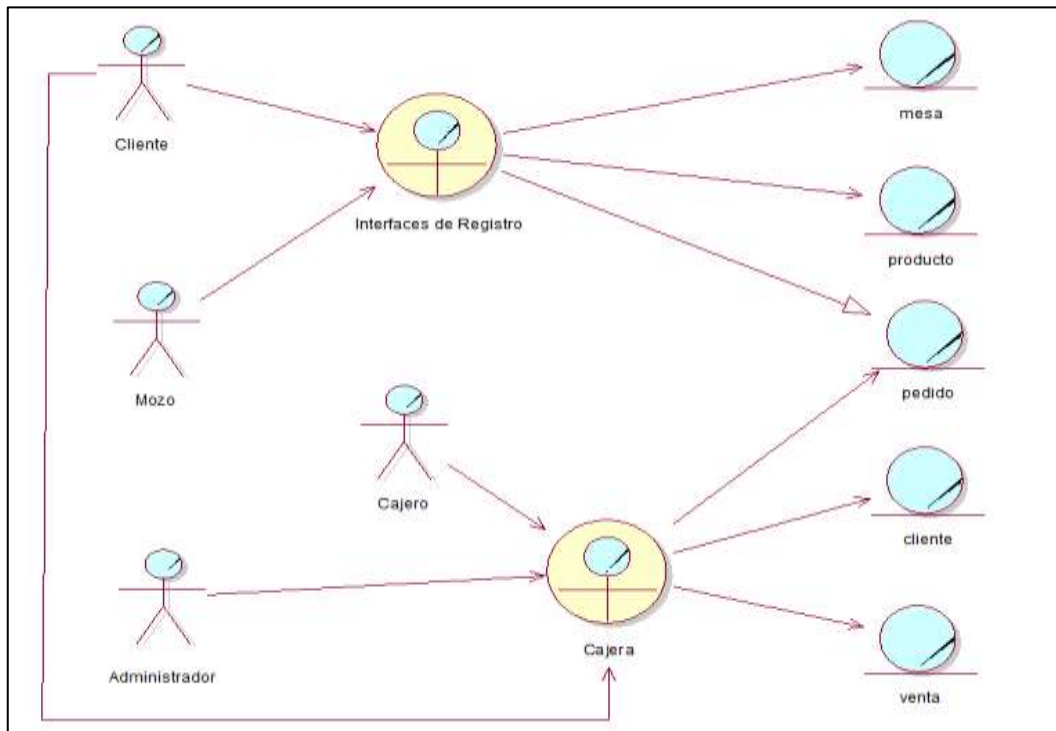 mesa
Cliente
Interfaces de Registro
producto
Mozo
pedido
Cajero
cliente
Cajera
Administrador
venta